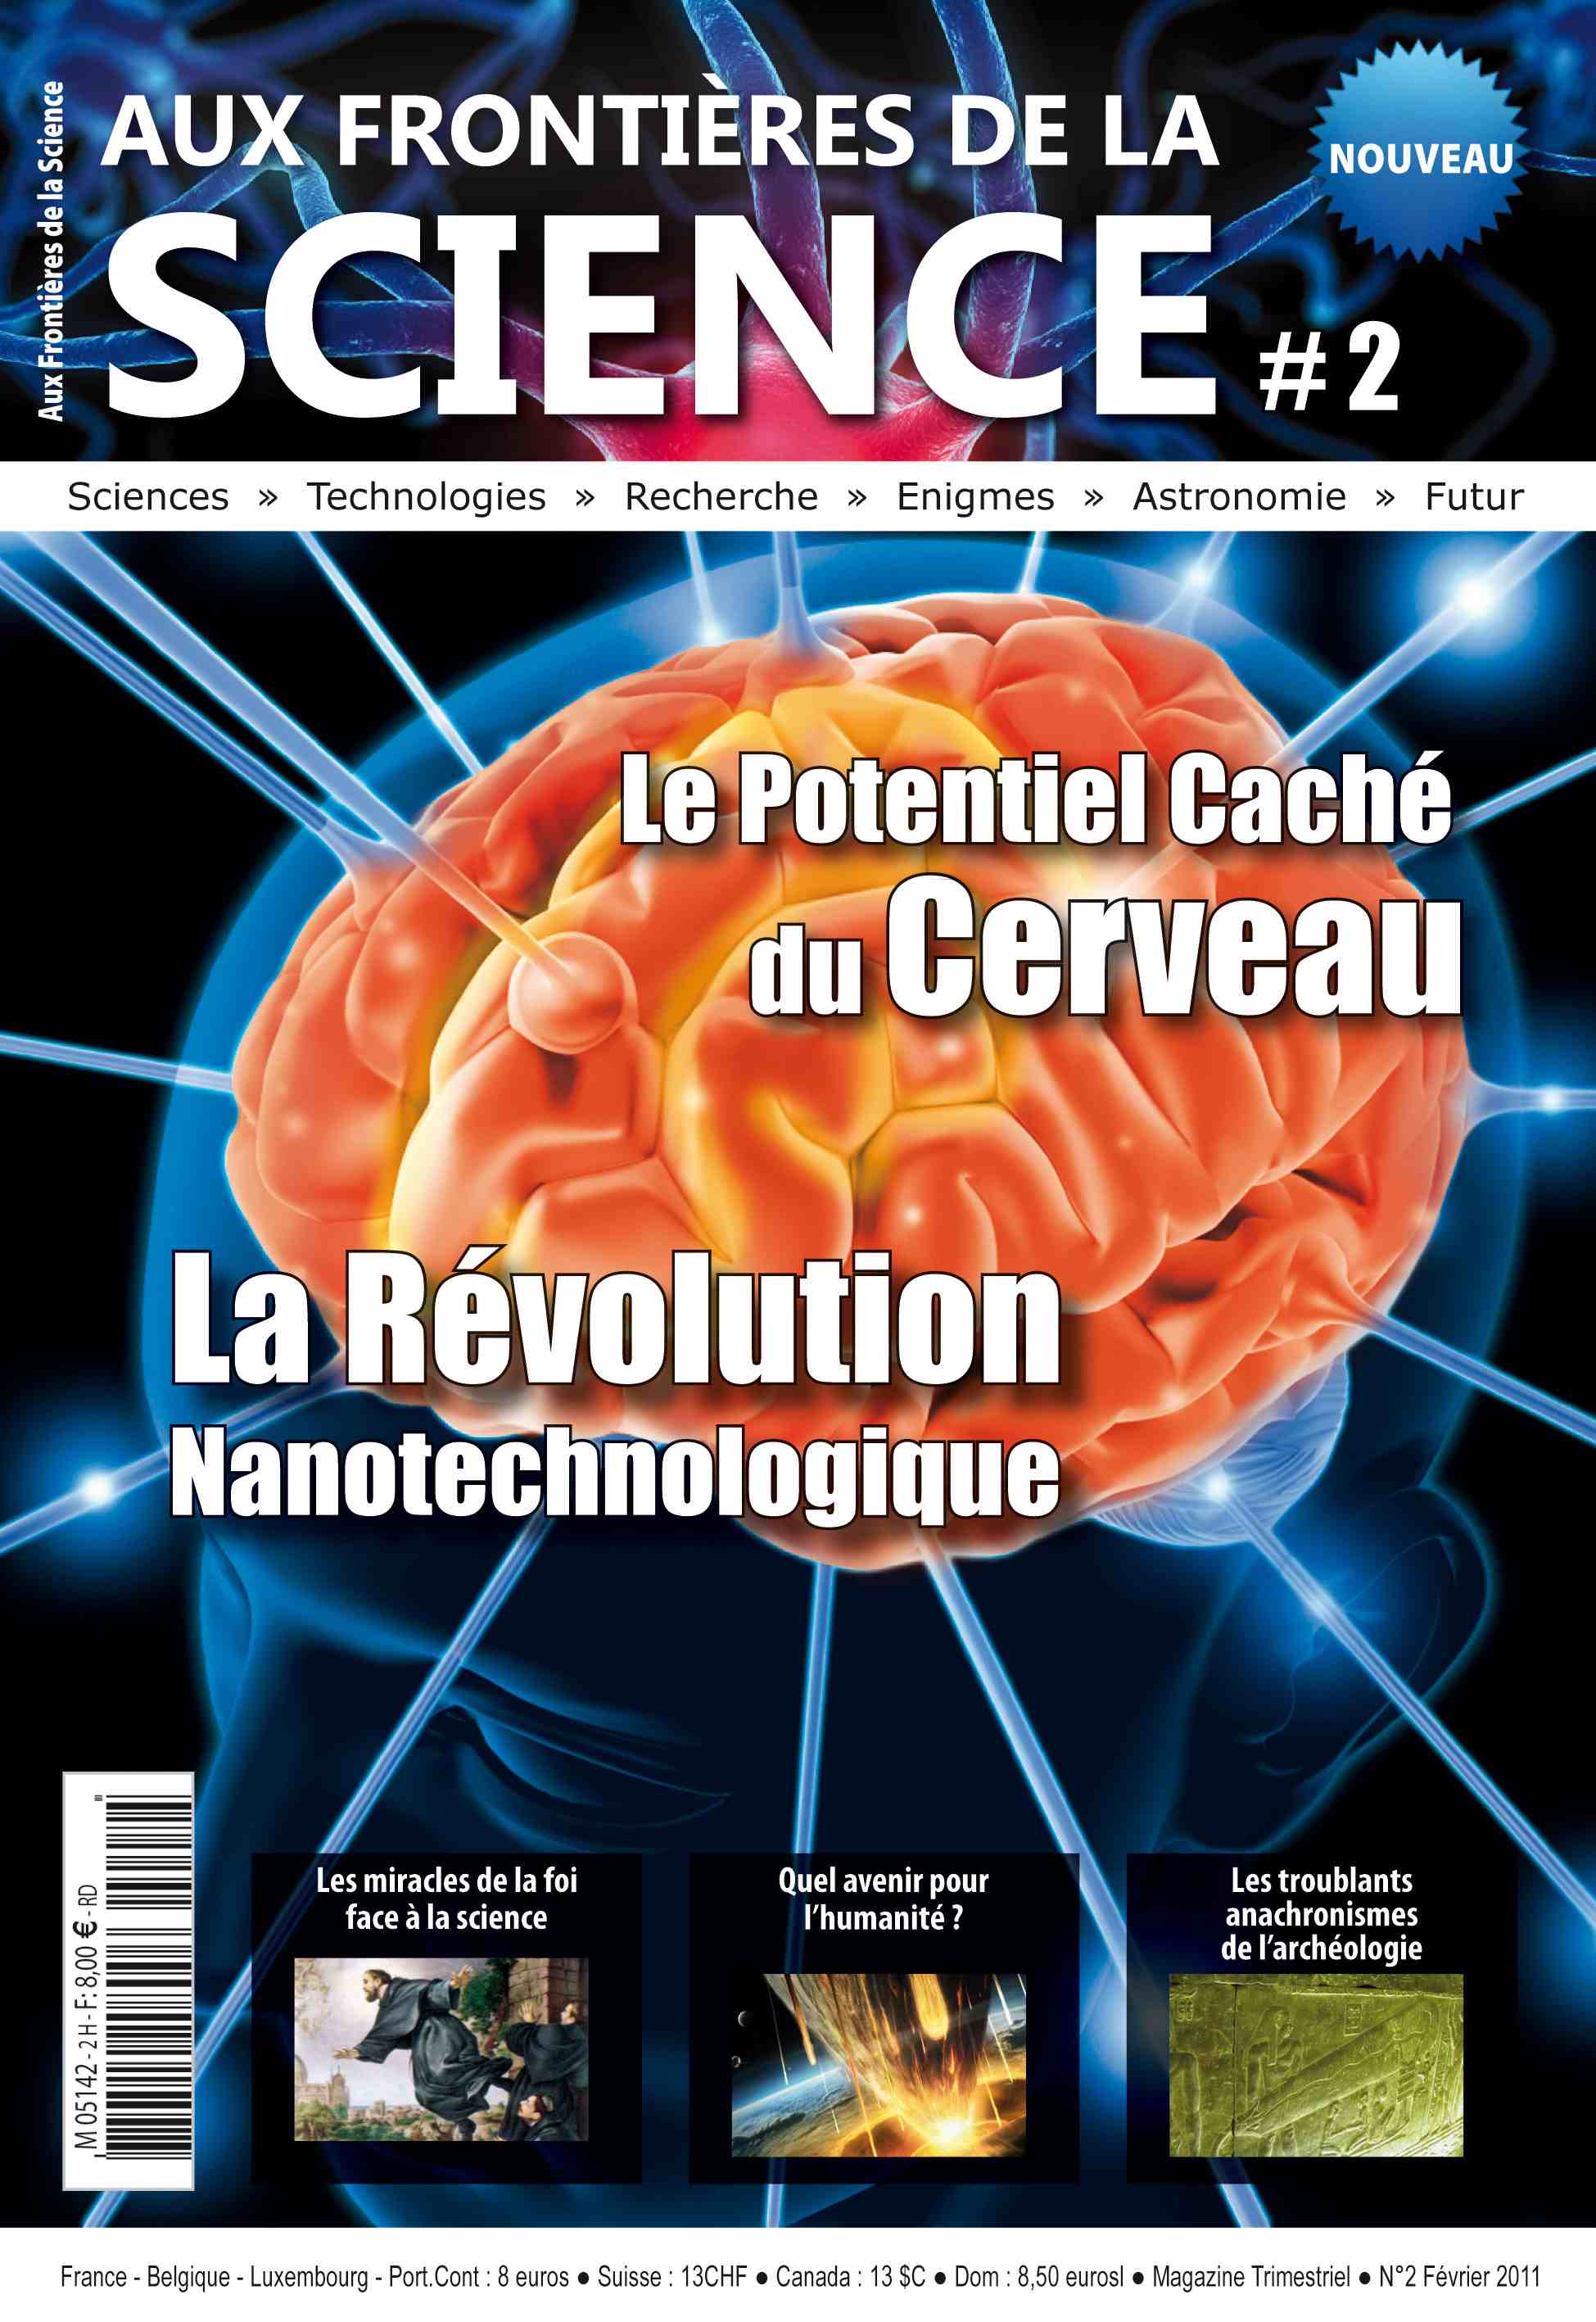 Aux Frontières de la Science
AUX FRONTIÈRES DE LA
NOUVEAU
SCIENCE #2
Sciences » Technologies » Recherche » Enigmes » Astronomie » Futur
Le Potentiel Caché
du Cerveau
La Révolution
Nanotechnologique
M 05142 - 2 H - F: 8,00 € - RD
Les miracles de la foi
face à la science
Quel avenir pour
l'humanité ?
Les troublants
anachronismes
de l'archéologie
France - Belgique - Luxembourg - Port.Cont : 8 euros ● Suisse : 13CHF ● Canada : 13 $C ● Dom : 8,50 eurosl ● Magazine Trimestriel ● N°2 Février 2011